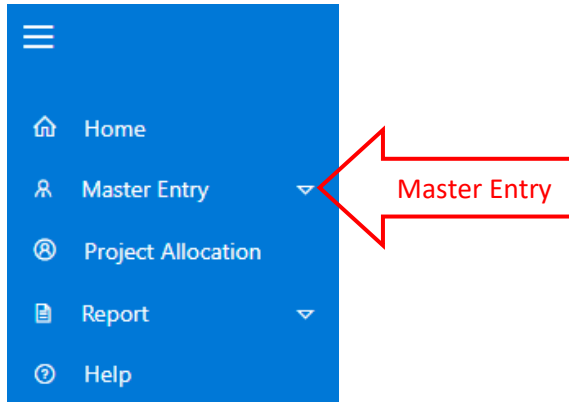 Home
Master Entry
Master Entry
Project Allocation
Report
Help